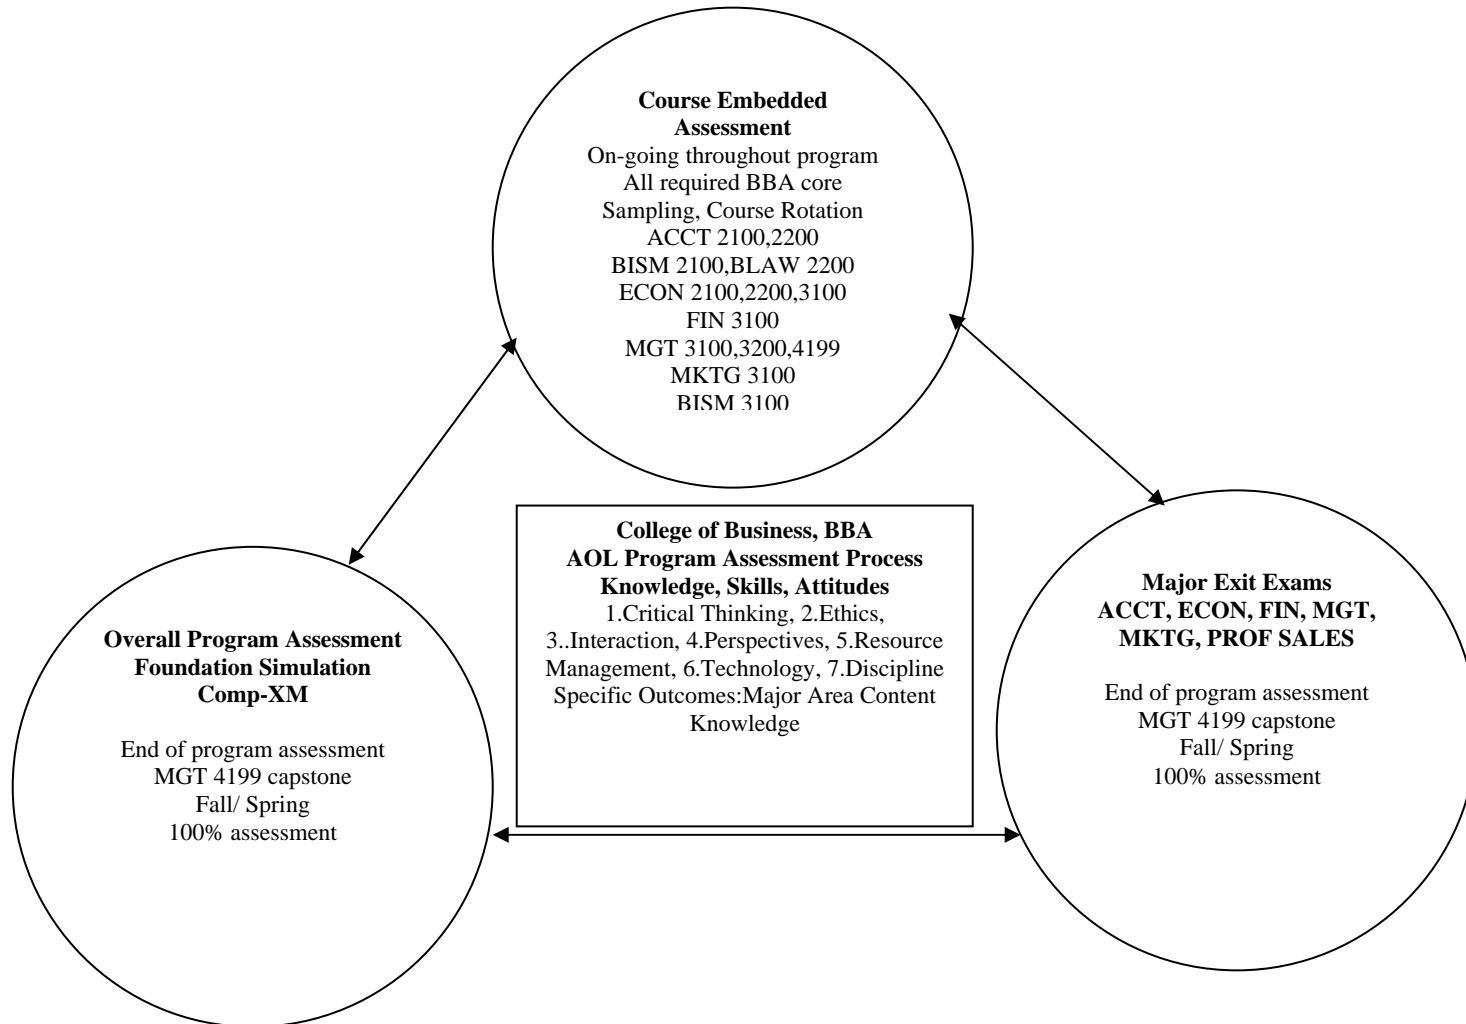 Course Embedded
Assessment
On-going throughout program
All required BBA core
Sampling, Course Rotation
ACCT 2100,2200
BISM 2100,BLAW 2200
ECON 2100,2200,3100
FIN 3100
MGT 3100,3200,4199
MKTG 3100
BISM 3100
College of Business, BBA
AOL Program Assessment Process
Knowledge, Skills, Attitudes
1.Critical Thinking, 2.Ethics,
3..Interaction, 4.Perspectives, 5.Resource
Management, 6.Technology, 7.Discipline
Specific Outcomes:Major Area Content
Knowledge
Overall Program Assessment
Foundation Simulation
Comp-XM
End of program assessment
MGT 4199 capstone
Fall/ Spring
100% assessment
Major Exit Exams
ACCT, ECON, FIN, MGT,
MKTG, PROF SALES
End of program assessment
MGT 4199 capstone
Fall/ Spring
100% assessment